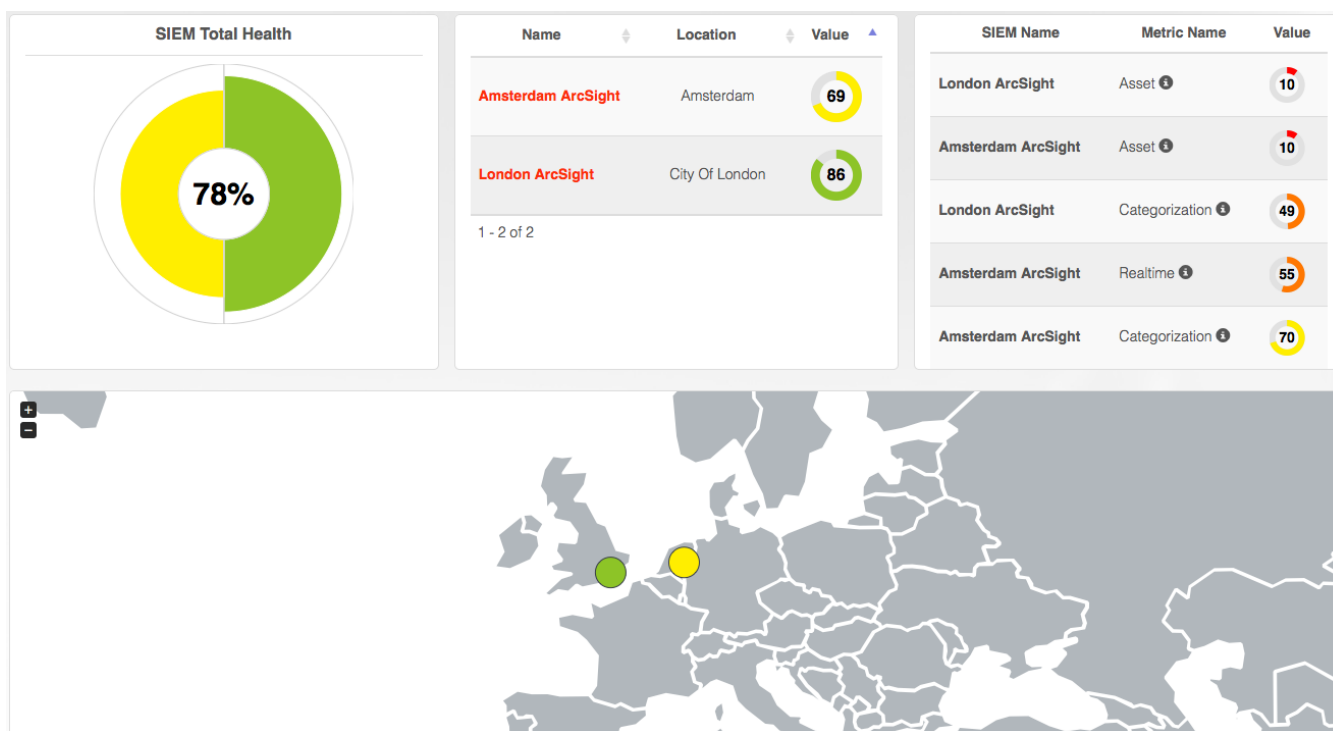 SIEM Total Health
78%
Name Location Value
Amsterdam ArcSight Amsterdam 69
London ArcSight City Of London 86
1 - 2 of 2
SIEM Name Metric Name Value
London ArcSight Asset 10
Amsterdam ArcSight Asset 10
London ArcSight Categorization 49
Amsterdam ArcSight Realtime 55
Amsterdam ArcSight Categorization 70
+
−